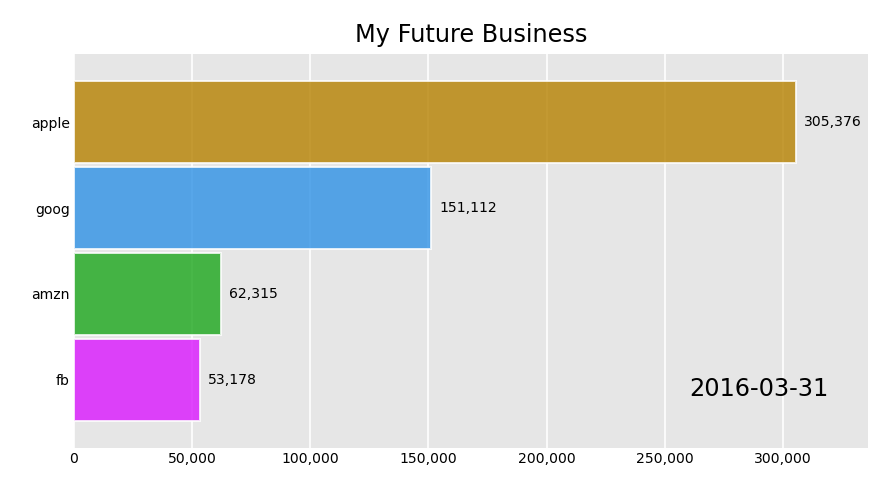 My Future Business
apple
305,376
goog
151,112
amzn
62,315
fb
53,178
2016-03-31
0 50,000 100,000 150,000 200,000 250,000 300,000